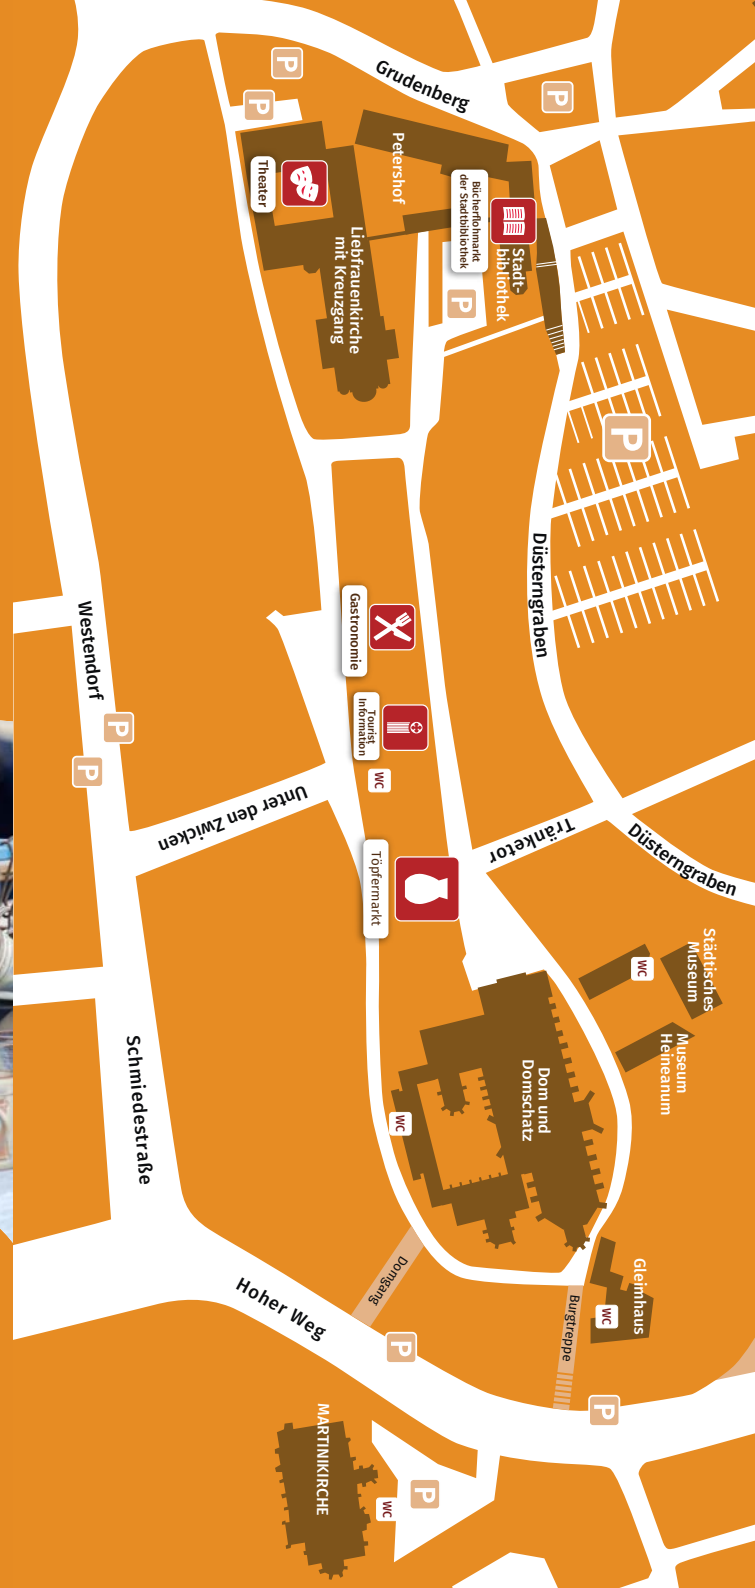 P
Grudenberg
P
P
Petershof
Theater
Bücherflohmarkt
der Stadtbibliothek
Stadt-
bibliothek
Liebfrauenkirche
mit Kreuzgang
P
P
Düsterngraben
Gastronomie
Westendorf
P
P
Tourist
Information
WC
Unter den Zwicken
Tränketor
Düsterngraben
Töpfermarkt
Städtisches
Museum
WC
Museum
Heineanum
Dom und
Domschatz
WC
Schmiedestraße
Domgang
Gleimhaus
WC
Burgtreppe
Hoher Weg
P
P
MARTINIKIRCHE
WC
P